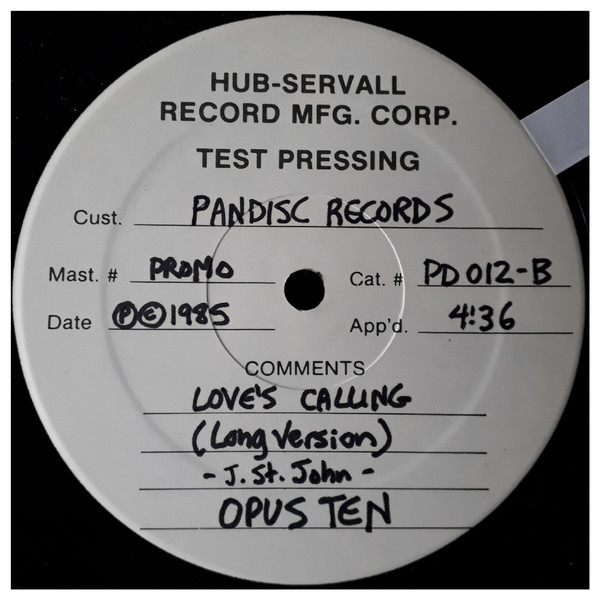 HUB-SERVALL
RECORD MFG. CORP.
TEST PRESSING
Cust. PANDISC RECORDS
Mast. # PROMO Cat. # PD 012-B
Date ℗©1985 App'd. 4:36
COMMENTS
LOVE'S CALLING
(Long Version)
- J. St. John -
OPUS TEN